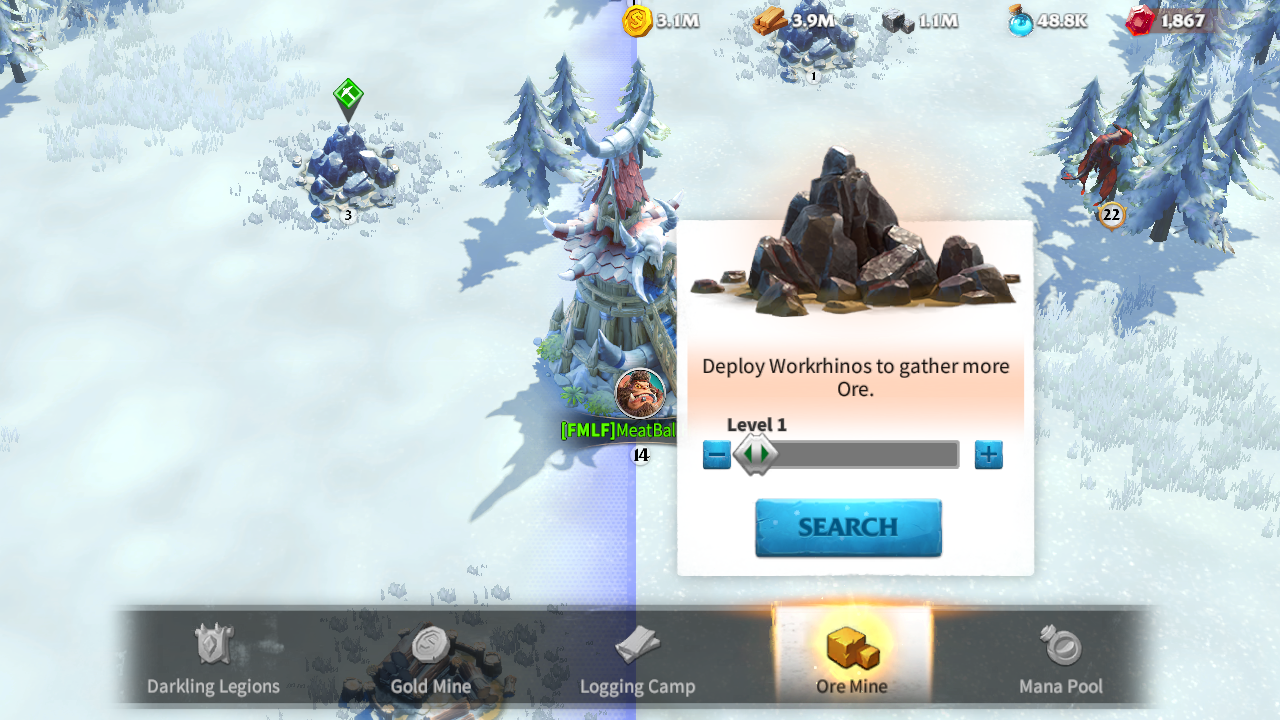 3.1M
3.9M
1.1M
48.8K
1,867
1
3
22
Deploy Workrhinos to gather more
Ore.
[FMLF]MeatBal
Level 1
14
SEARCH
Darkling Legions
Gold Mine
Logging Camp
Ore Mine
Mana Pool